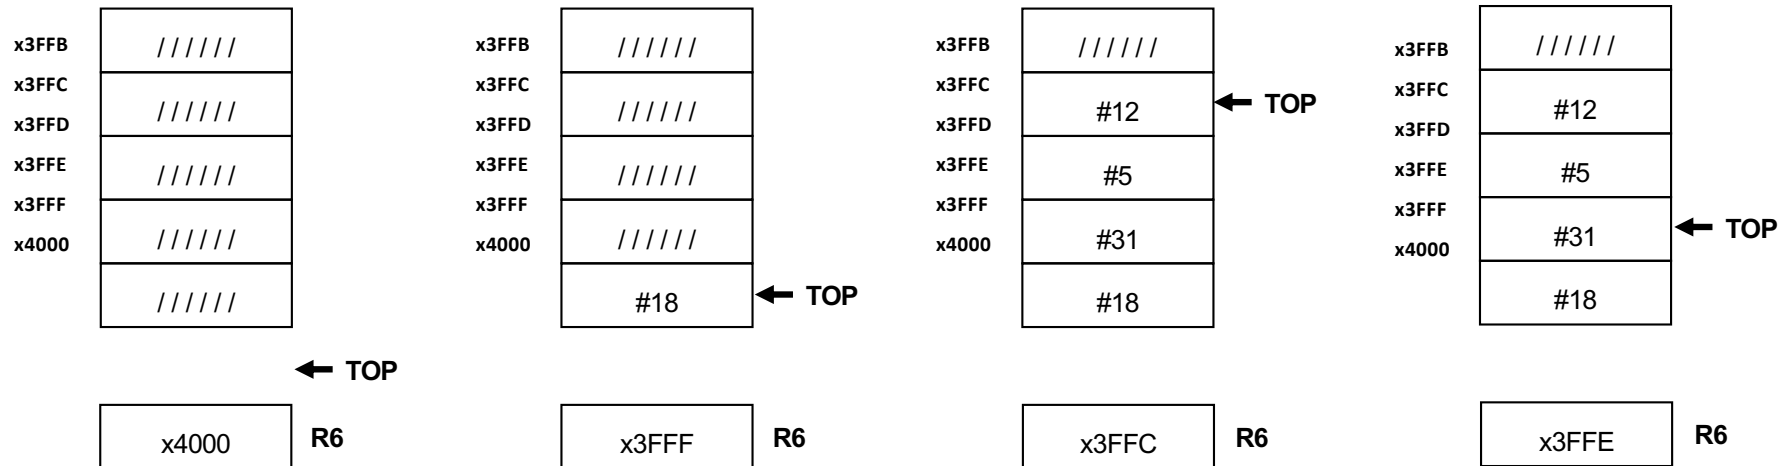 x3FFB
x3FFC
x3FFD
x3FFE
x3FFF
x4000
//////
//////
//////
//////
//////
TOP
x4000
R6
x3FFB
x3FFC
x3FFD
x3FFE
x3FFF
x4000
//////
//////
//////
//////
#18
TOP
x3FFF
R6
x3FFB
x3FFC
x3FFD
x3FFE
x3FFF
x4000
//////
#12
TOP
#5
#31
#18
x3FFC
R6
x3FFB
x3FFC
x3FFD
x3FFE
x3FFF
x4000
//////
#12
#5
#31
TOP
#18
x3FFE
R6